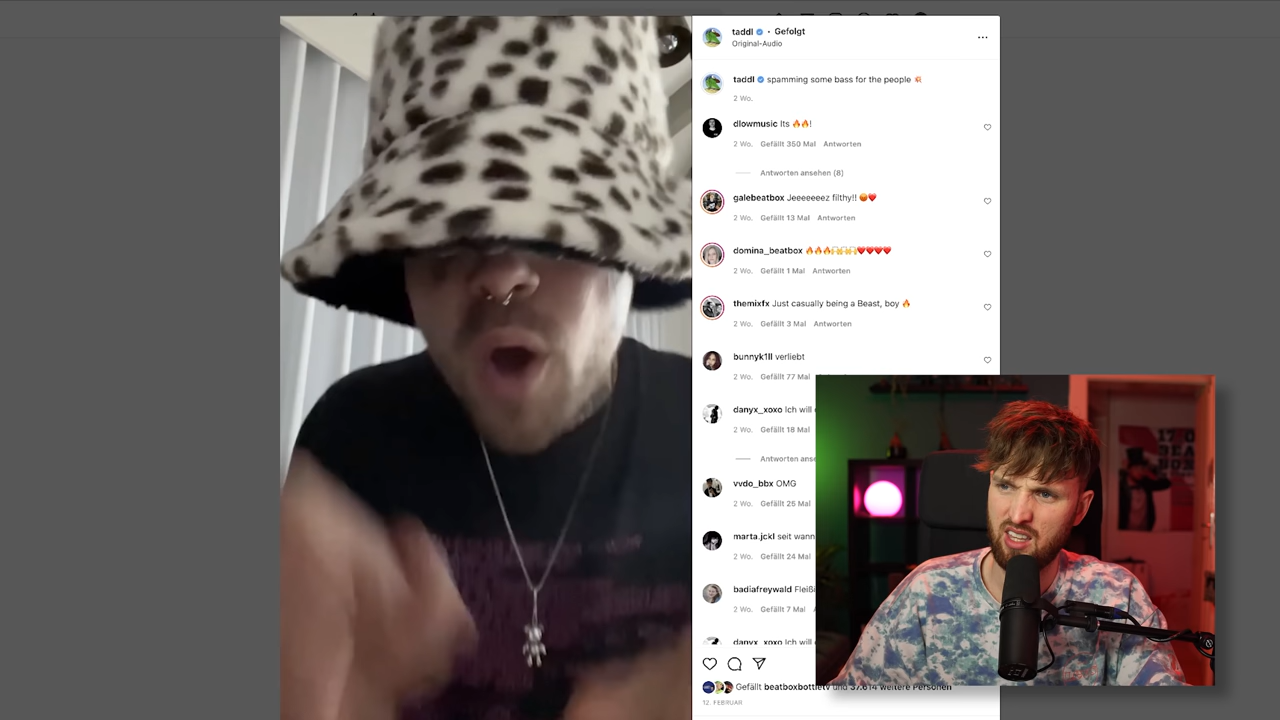 taddl • Gefolgt
Original-Audio
taddl spamming some bass for the people 💥
2 Wo.
dlowmusic Its 🔥🔥!
2 Wo. Gefällt 350 Mal Antworten
Antworten ansehen (8)
galebeatbox Jeeeeeeez filthy!! 🥵❤️
2 Wo. Gefällt 13 Mal Antworten
domina_beatbox 🔥🔥🔥🙌🙌🙌❤️❤️❤️❤️
2 Wo. Gefällt 1 Mal Antworten
themixfx Just casually being a Beast, boy 🔥
2 Wo. Gefällt 3 Mal Antworten
bunnyk1ll verliebt
2 Wo. Gefällt 77 Mal
danyx_xoxo Ich will
2 Wo. Gefällt 18 Mal
Antworten anse
vvdo_bbx OMG
2 Wo. Gefällt 25 Mal
marta.jckl seit wann
2 Wo. Gefällt 24 Mal
badiafreywald Fleißi
2 Wo. Gefällt 7 Mal
danyx_xoxo Ich will
Gefällt beatboxbottletv und 37.614 weitere Personen
12. FEBRUAR